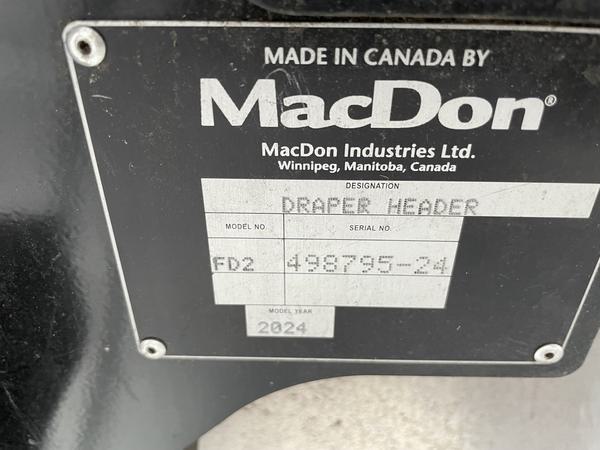 MADE IN CANADA BY
MacDon®
MacDon Industries Ltd.
Winnipeg, Manitoba, Canada
DESIGNATION
DRAPER HEADER
MODEL NO. SERIAL NO.
FD2 498795-24
MODEL YEAR
2024